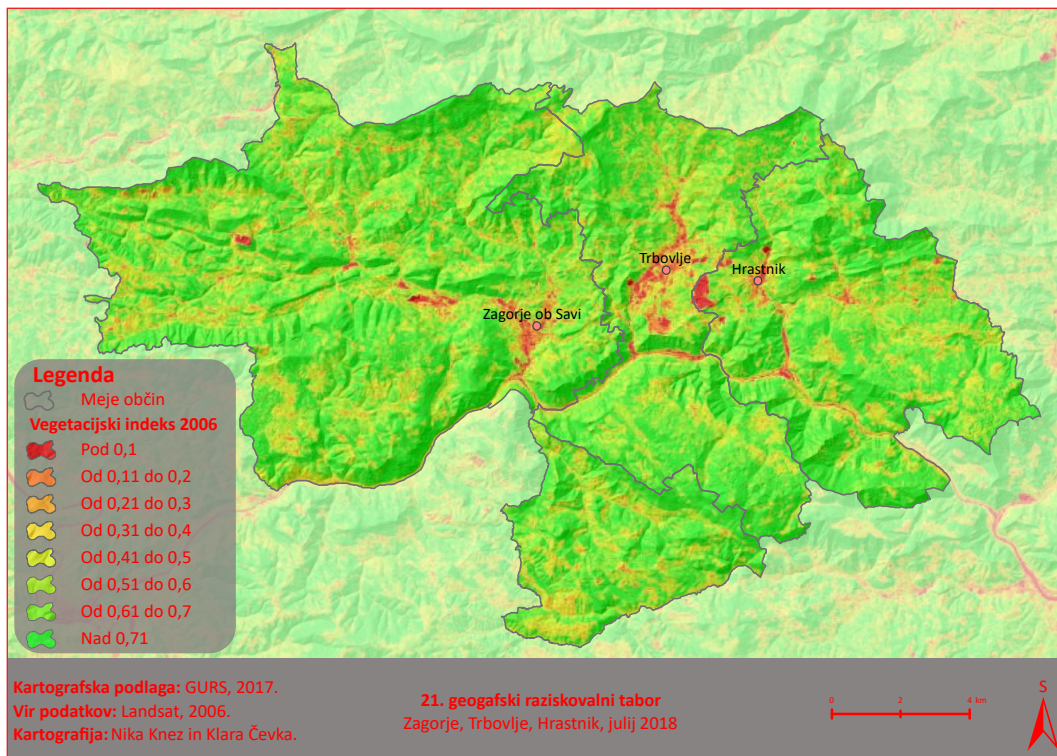 Trbovlje
Hrastnik
Zagorje ob Savi
Legenda
Meje občin
Vegetacijski indeks 2006
Pod 0,1
Od 0,11 do 0,2
Od 0,21 do 0,3
Od 0,31 do 0,4
Od 0,41 do 0,5
Od 0,51 do 0,6
Od 0,61 do 0,7
Nad 0,71
Kartografska podlaga: GURS, 2017.
Vir podatkov: Landsat, 2006.
Kartografija: Nika Knez in Klara Čevka.
21. geogafski raziskovalni tabor
Zagorje, Trbovlje, Hrastnik, julij 2018
0 2 4 km
S